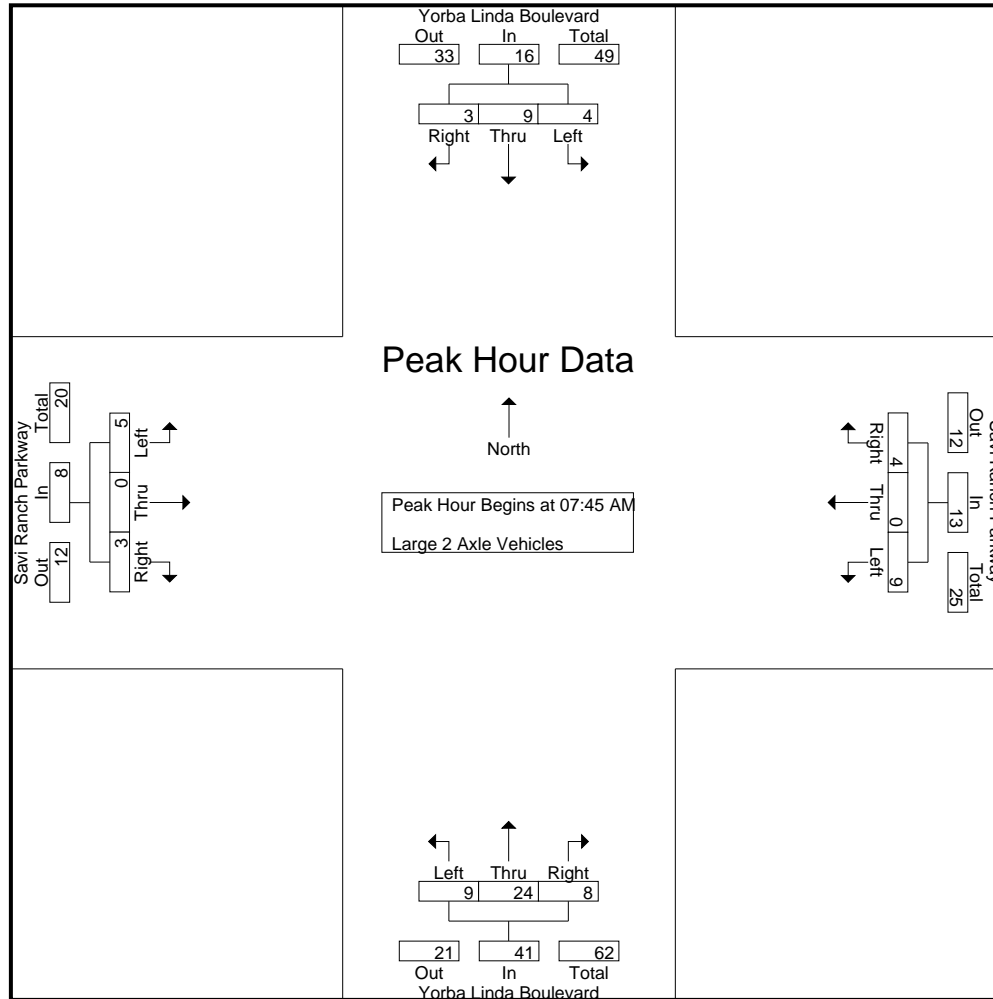 Yorba Linda Boulevard
Out In Total
33 16 49
3 9 4
Right Thru Left
Peak Hour Data
North
Peak Hour Begins at 07:45 AM
Large 2 Axle Vehicles
Savi Ranch Parkway
Total In Out
20 8 12
5 0 3
Left Thru Right
Right Thru Left
4 0 9
12 13 25
Out In Total
Savi Ranch Parkway
Left Thru Right
9 24 8
21 41 62
Out In Total
Yorba Linda Boulevard